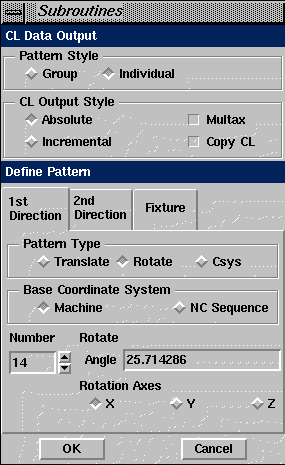 Subroutines
CL Data Output
Pattern Style
Group Individual
CL Output Style
Absolute Multax
Incremental Copy CL
Define Pattern
1st Direction 2nd Direction Fixture
Pattern Type
Translate Rotate Csys
Base Coordinate System
Machine NC Sequence
Number Rotate
14 Angle 25.714286
Rotation Axes
X Y Z
OK Cancel